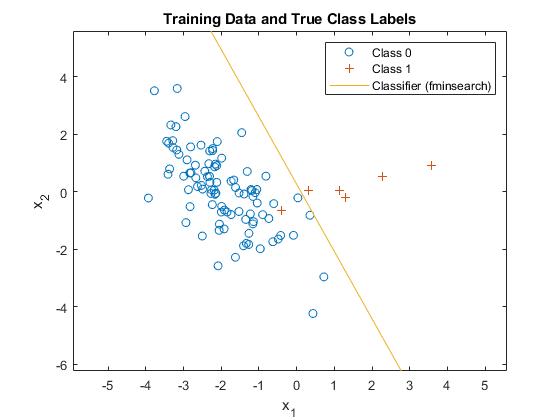 Training Data and True Class Labels
Class 0
Class 1
Classifier (fminsearch)
4
2
0
-2
-4
-6
x2
-5 -4 -3 -2 -1 0 1 2 3 4 5
x1